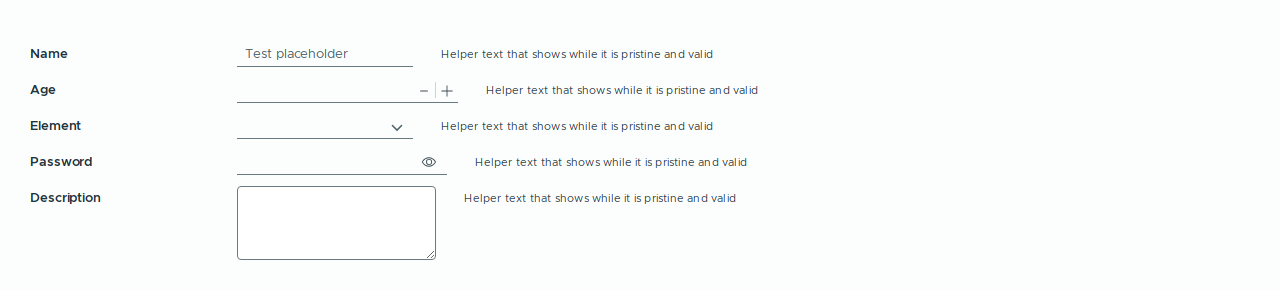 Name Test placeholder Helper text that shows while it is pristine and valid
Age Helper text that shows while it is pristine and valid
Element Helper text that shows while it is pristine and valid
Password Helper text that shows while it is pristine and valid
Description Helper text that shows while it is pristine and valid